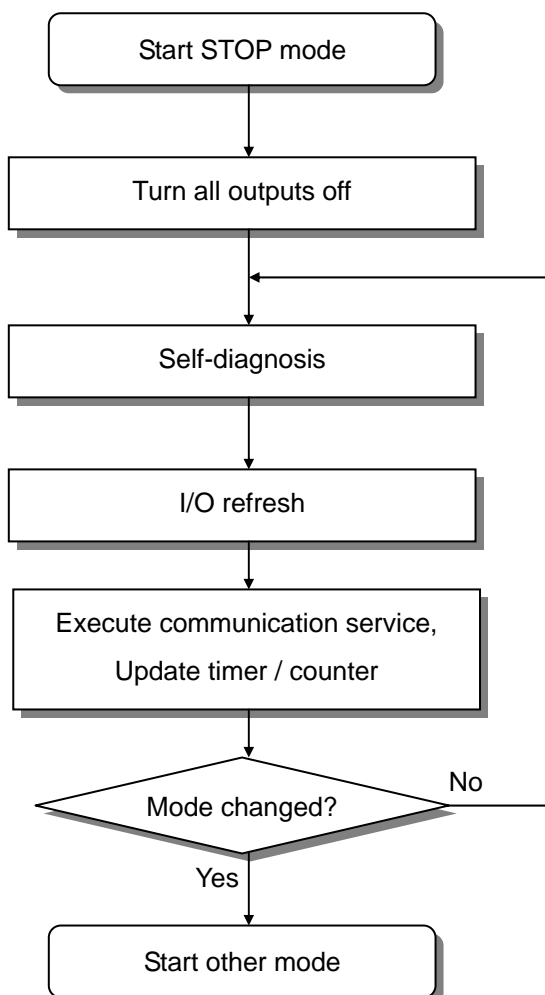 Start STOP mode
Turn all outputs off
Self-diagnosis
I/O refresh
Execute communication service,
Update timer / counter
Mode changed?
No
Yes
Start other mode